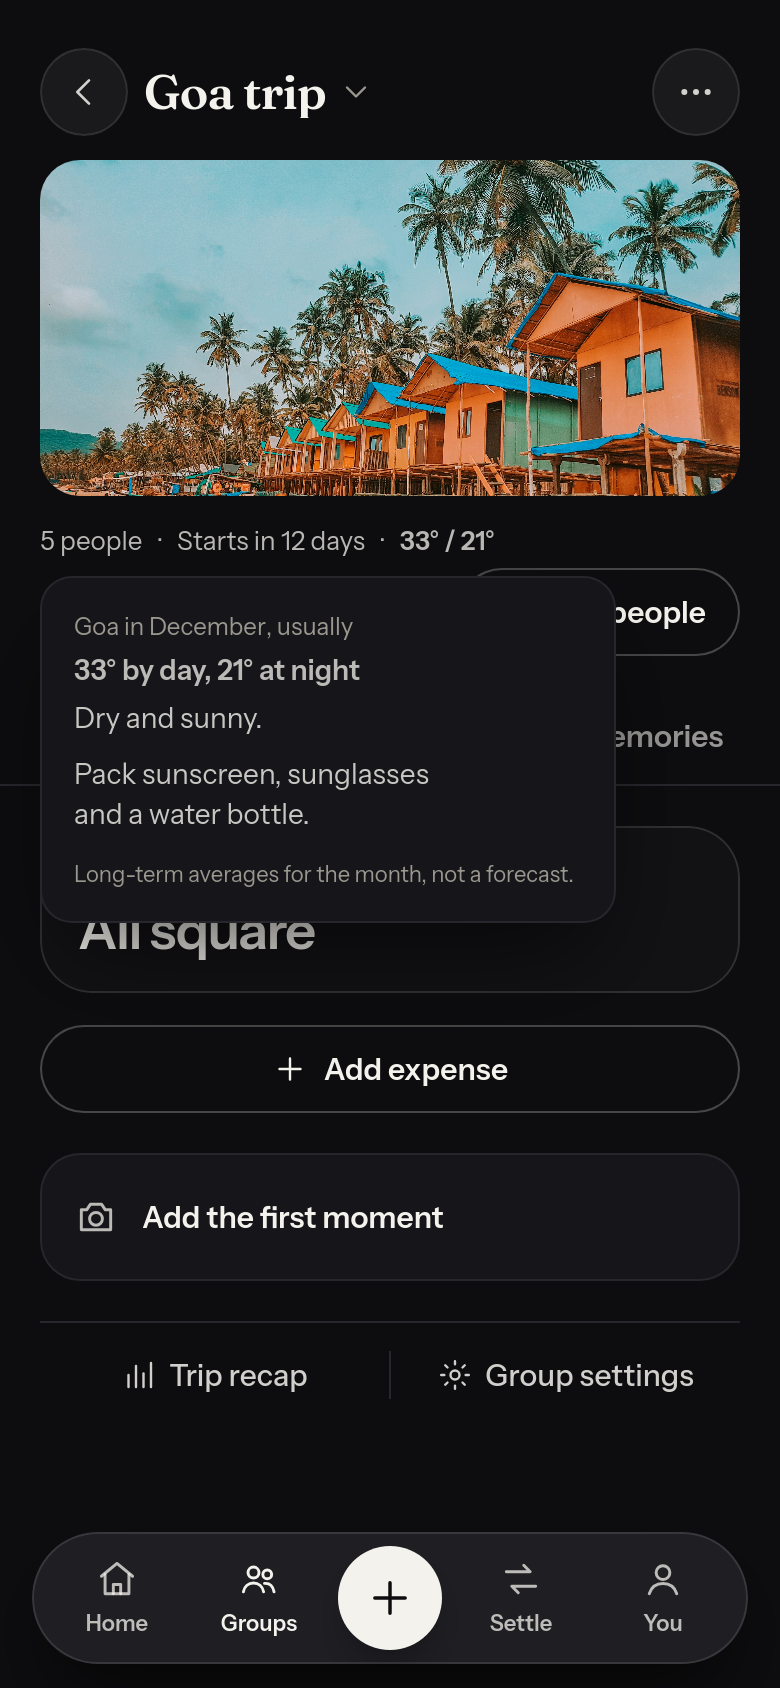 Goa trip
5 people · Starts in 12 days · 33° / 21°
people
Goa in December, usually
33° by day, 21° at night
Dry and sunny.
Pack sunscreen, sunglasses
and a water bottle.
Long-term averages for the month, not a forecast.
emories
All square
Add expense
Add the first moment
Trip recap
Group settings
Home
Groups
Settle
You